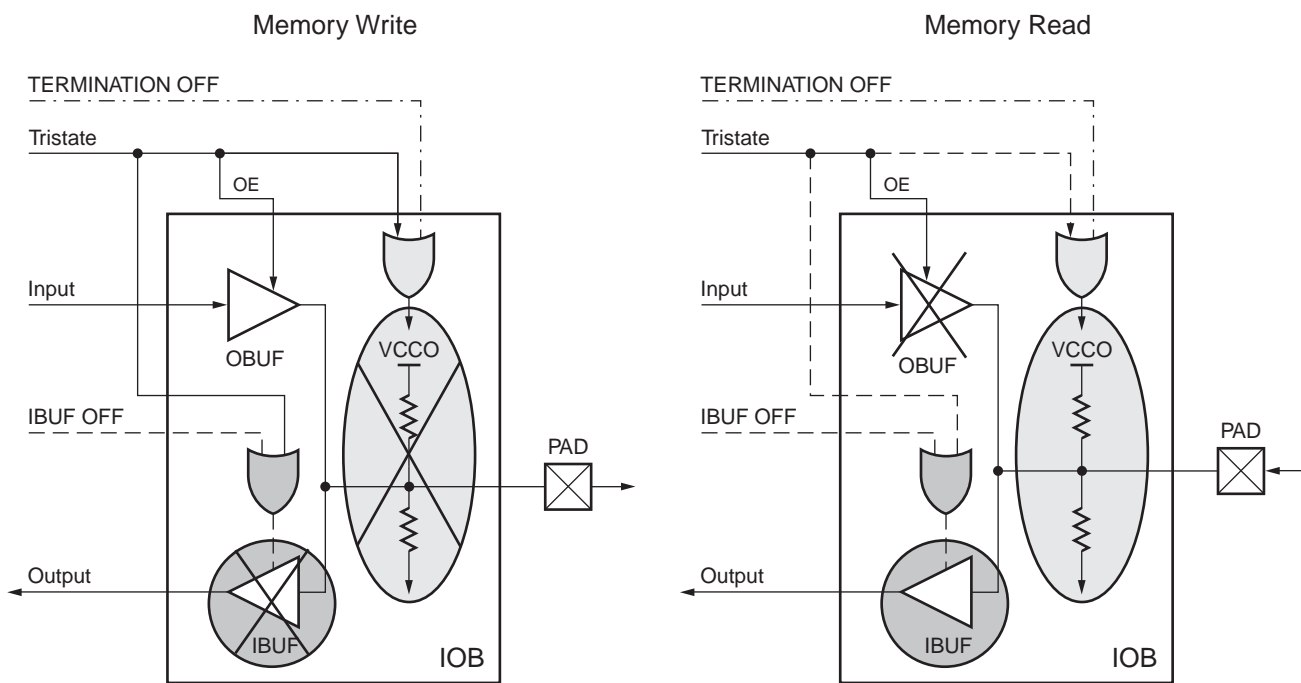 Memory Write
TERMINATION OFF
Tristate
OE
Input
OBUF
VCCO
IBUF OFF
PAD
Output
IBUF
IOB
Memory Read
TERMINATION OFF
Tristate
OE
Input
OBUF
VCCO
IBUF OFF
PAD
Output
IBUF
IOB